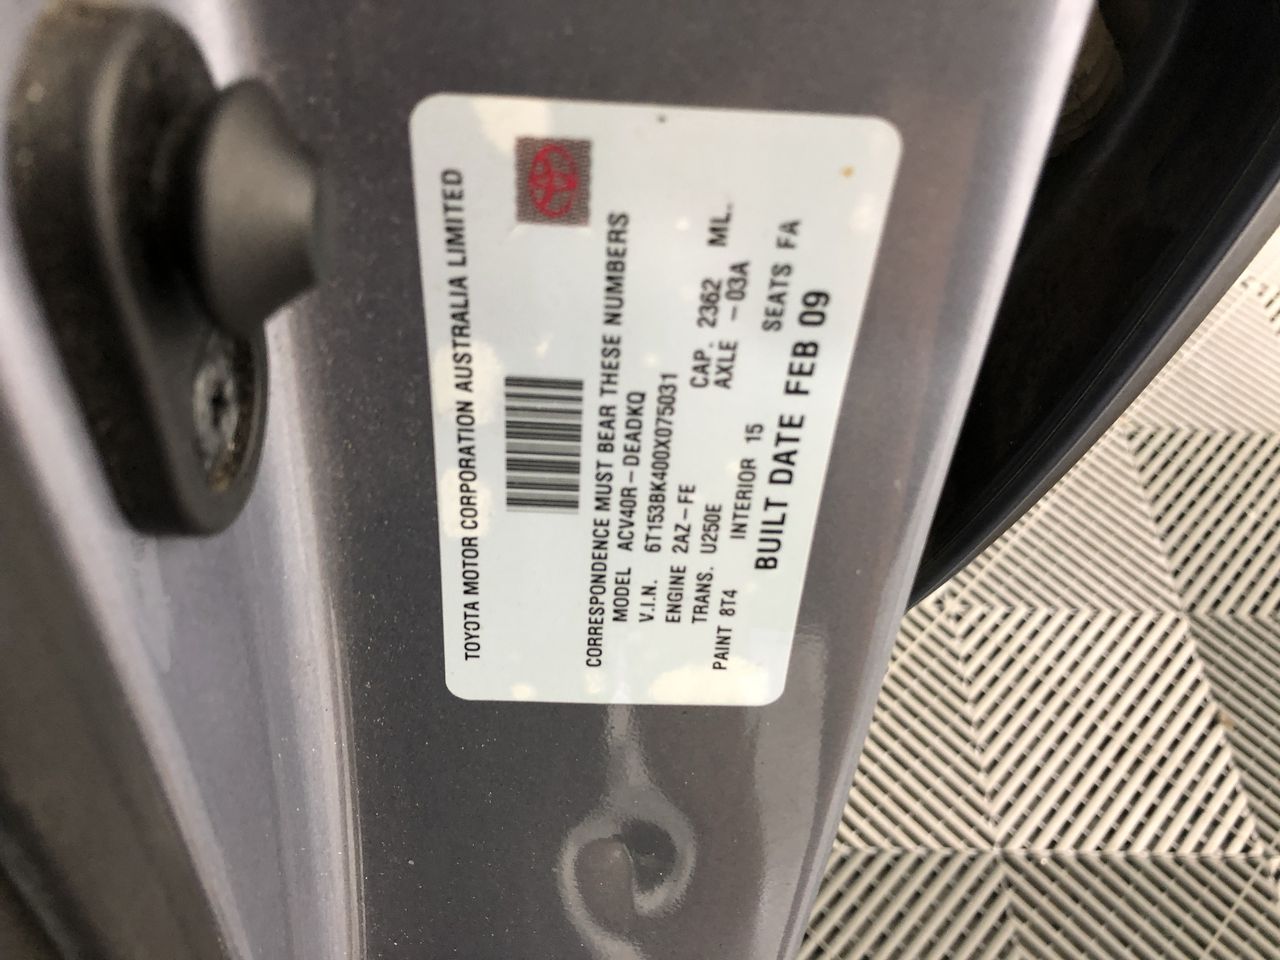 TOYOTA MOTOR CORPORATION AUSTRALIA LIMITED
CORRESPONDENCE MUST BEAR THESE NUMBERS
MODEL ACV40R-DEADKQ
V.I.N. 6T153BK400X075031
ENGINE 2AZ-FE CAP. 2362 ML.
TRANS. U250E AXLE -03A
PAINT 8T4 INTERIOR 15 SEATS FA
BUILT DATE FEB 09